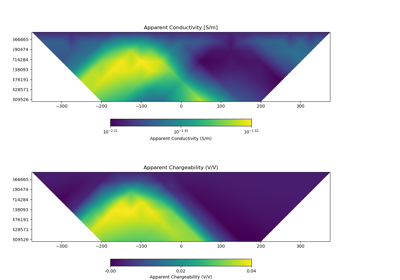 Apparent Conductivity [S/m]
366665
190474
714284
738093
476191
428571
309526
−300 −200 −100 0 100 200 300
Apparent Conductivity (S/m)
Apparent Chargeability (V/V)
366665
190474
714284
738093
476191
428571
309526
−300 −200 −100 0 100 200 300
-0.00 0.02 0.04
Apparent Chargeability (V/V)